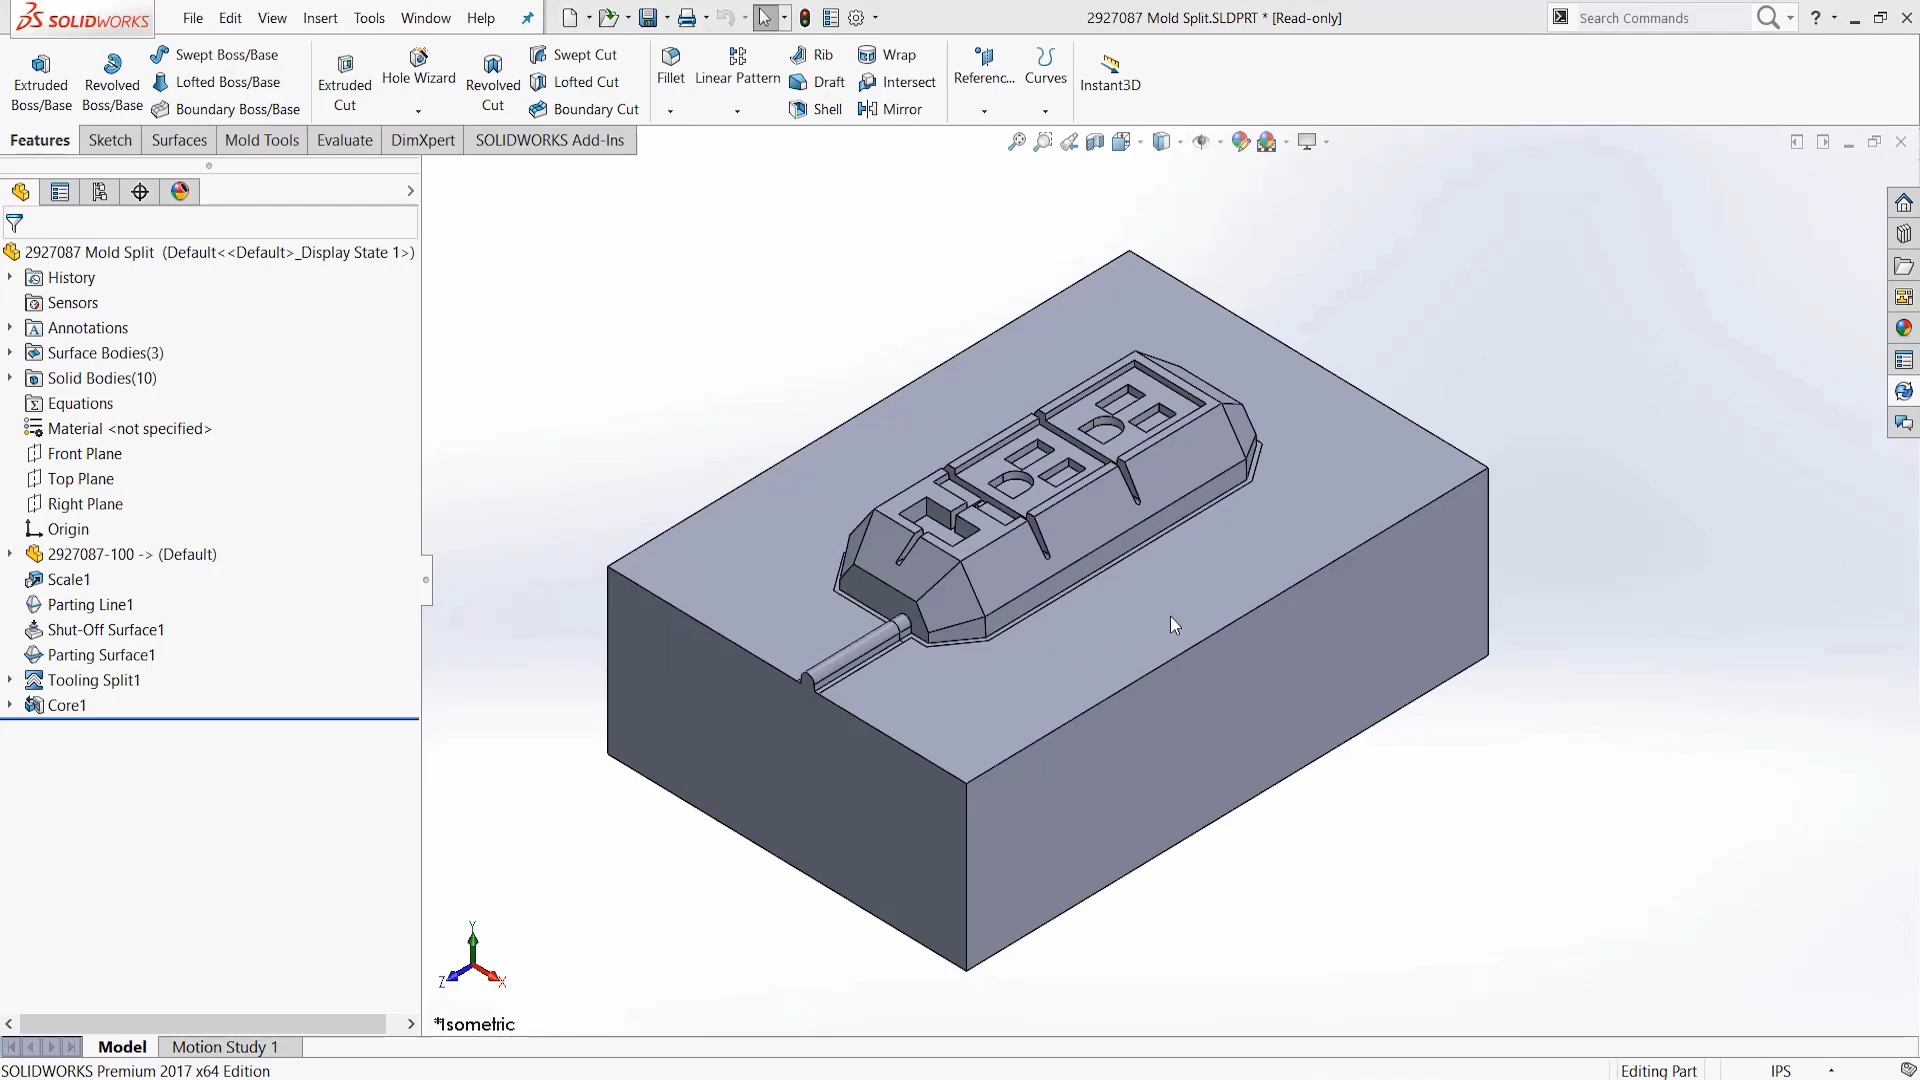 SOLIDWORKS
File Edit View Insert Tools Window Help
2927087 Mold Split.SLDPRT * [Read-only]
Search Commands
?
Extruded Boss/Base
Revolved Boss/Base
Swept Boss/Base
Lofted Boss/Base
Boundary Boss/Base
Extruded Cut
Hole Wizard
Revolved Cut
Swept Cut
Lofted Cut
Boundary Cut
Fillet
Linear Pattern
Rib
Draft
Shell
Wrap
Intersect
Mirror
Referenc...
Curves
Instant3D
Features Sketch Surfaces Mold Tools Evaluate DimXpert SOLIDWORKS Add-Ins
2927087 Mold Split (Default<<Default>_Display State 1>)
History
Sensors
Annotations
Surface Bodies(3)
Solid Bodies(10)
Equations
Material <not specified>
Front Plane
Top Plane
Right Plane
Origin
2927087-100 -> (Default)
Scale1
Parting Line1
Shut-Off Surface1
Parting Surface1
Tooling Split1
Core1
Y
Z X
*Isometric
Model Motion Study 1
SOLIDWORKS Premium 2017 x64 Edition
Editing Part IPS